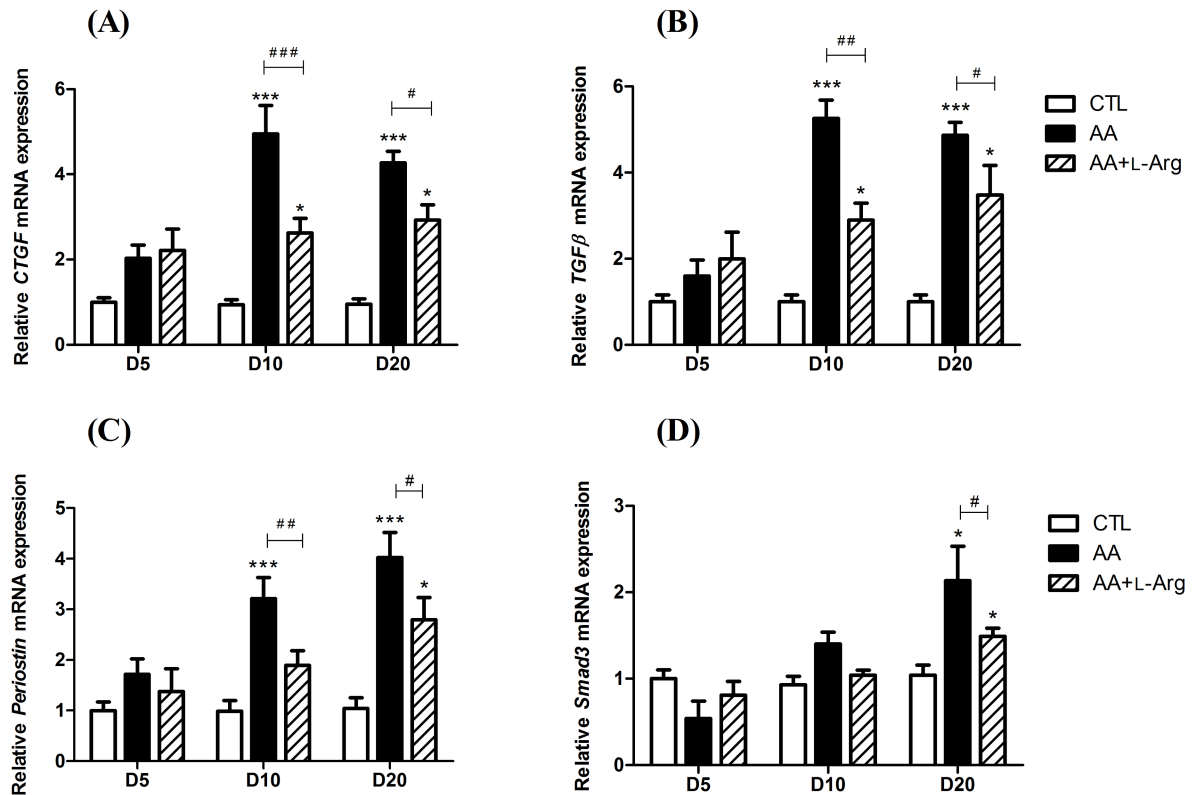 (A)
Relative CTGF mRNA expression
6
4
2
0
###
***
*
#
***
*
D5
D10
D20
(B)
Relative TGFβ mRNA expression
6
4
2
0
##
***
*
#
***
*
D5
D10
D20
CTL
AA
AA+L-Arg
(C)
Relative Periostin mRNA expression
5
4
3
2
1
0
##
***
#
***
*
D5
D10
D20
(D)
Relative Smad3 mRNA expression
3
2
1
0
#
*
*
D5
D10
D20
CTL
AA
AA+L-Arg